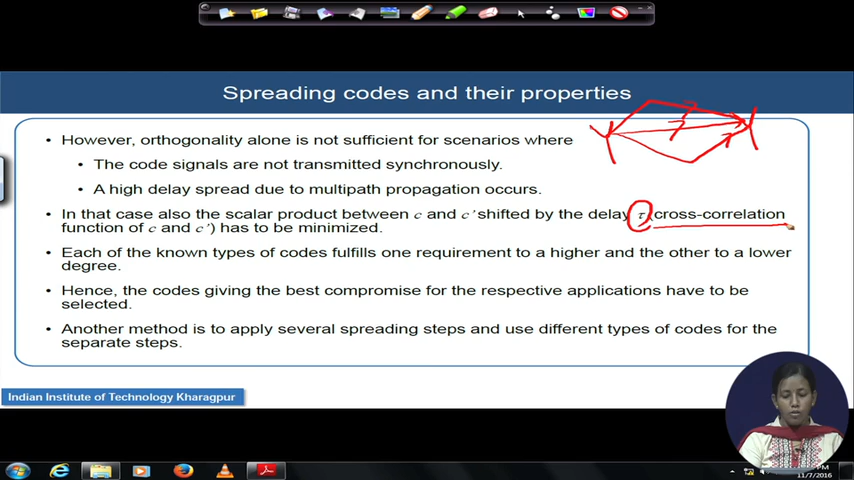 Spreading codes and their properties
• However, orthogonality alone is not sufficient for scenarios where
• The code signals are not transmitted synchronously.
• A high delay spread due to multipath propagation occurs.
• In that case also the scalar product between c and c' shifted by the delay τ (cross-correlation
function of c and c') has to be minimized.
• Each of the known types of codes fulfills one requirement to a higher and the other to a lower
degree.
• Hence, the codes giving the best compromise for the respective applications have to be
selected.
• Another method is to apply several spreading steps and use different types of codes for the
separate steps.
Indian Institute of Technology Kharagpur
PM
11/7/2016